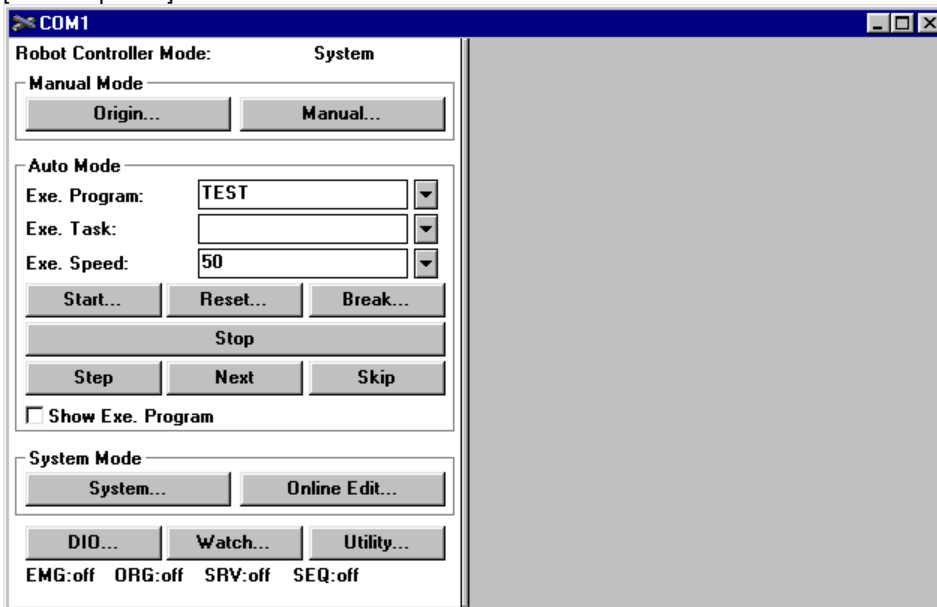 COM1
Robot Controller Mode: System
Manual Mode
Origin... Manual...
Auto Mode
Exe. Program: TEST
Exe. Task:
Exe. Speed: 50
Start... Reset... Break...
Stop
Step Next Skip
Show Exe. Program
System Mode
System... Online Edit...
DIO... Watch... Utility...
EMG:off ORG:off SRV:off SEQ:off